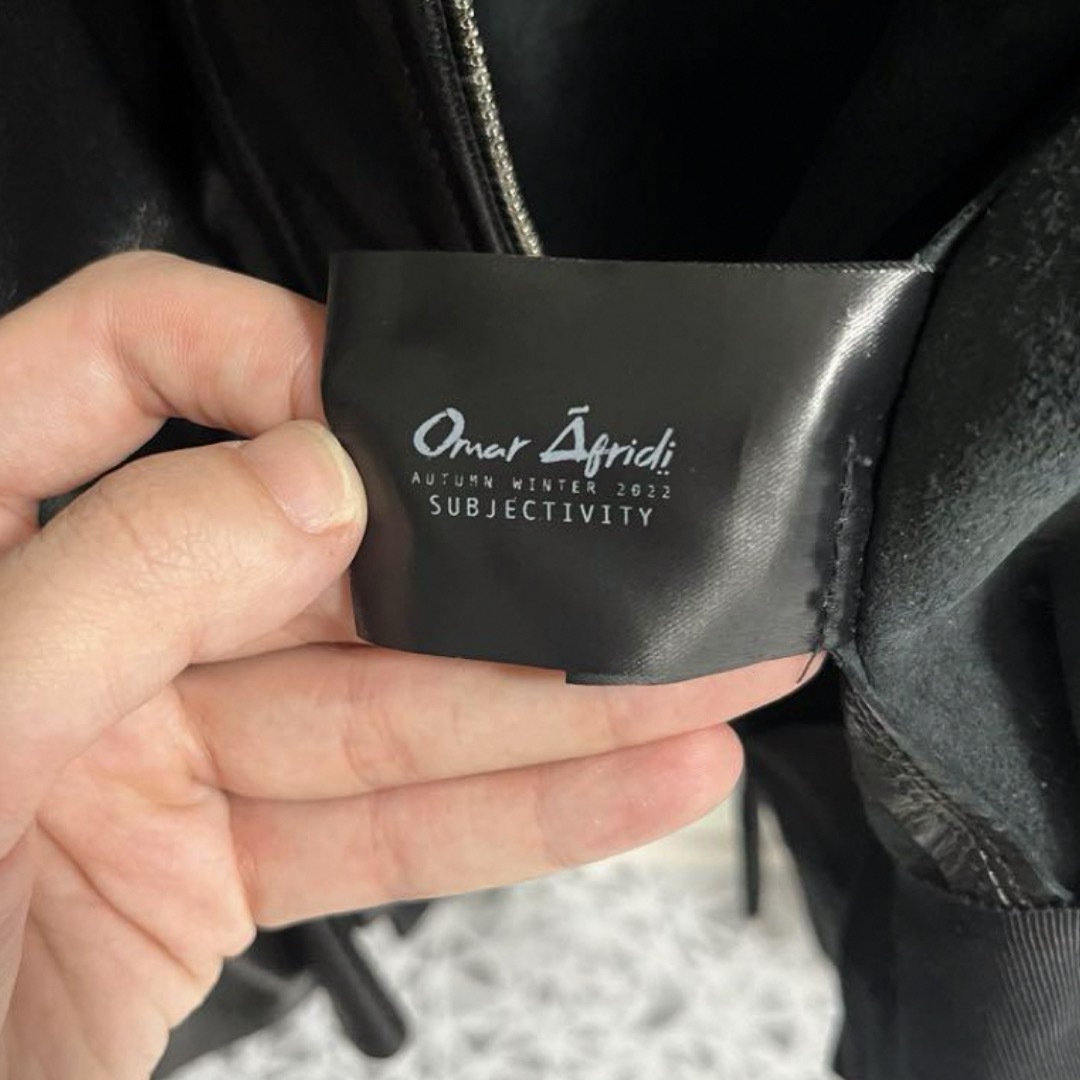 Omar Āfridi
AUTUMN WINTER 2022
SUBJECTIVITY